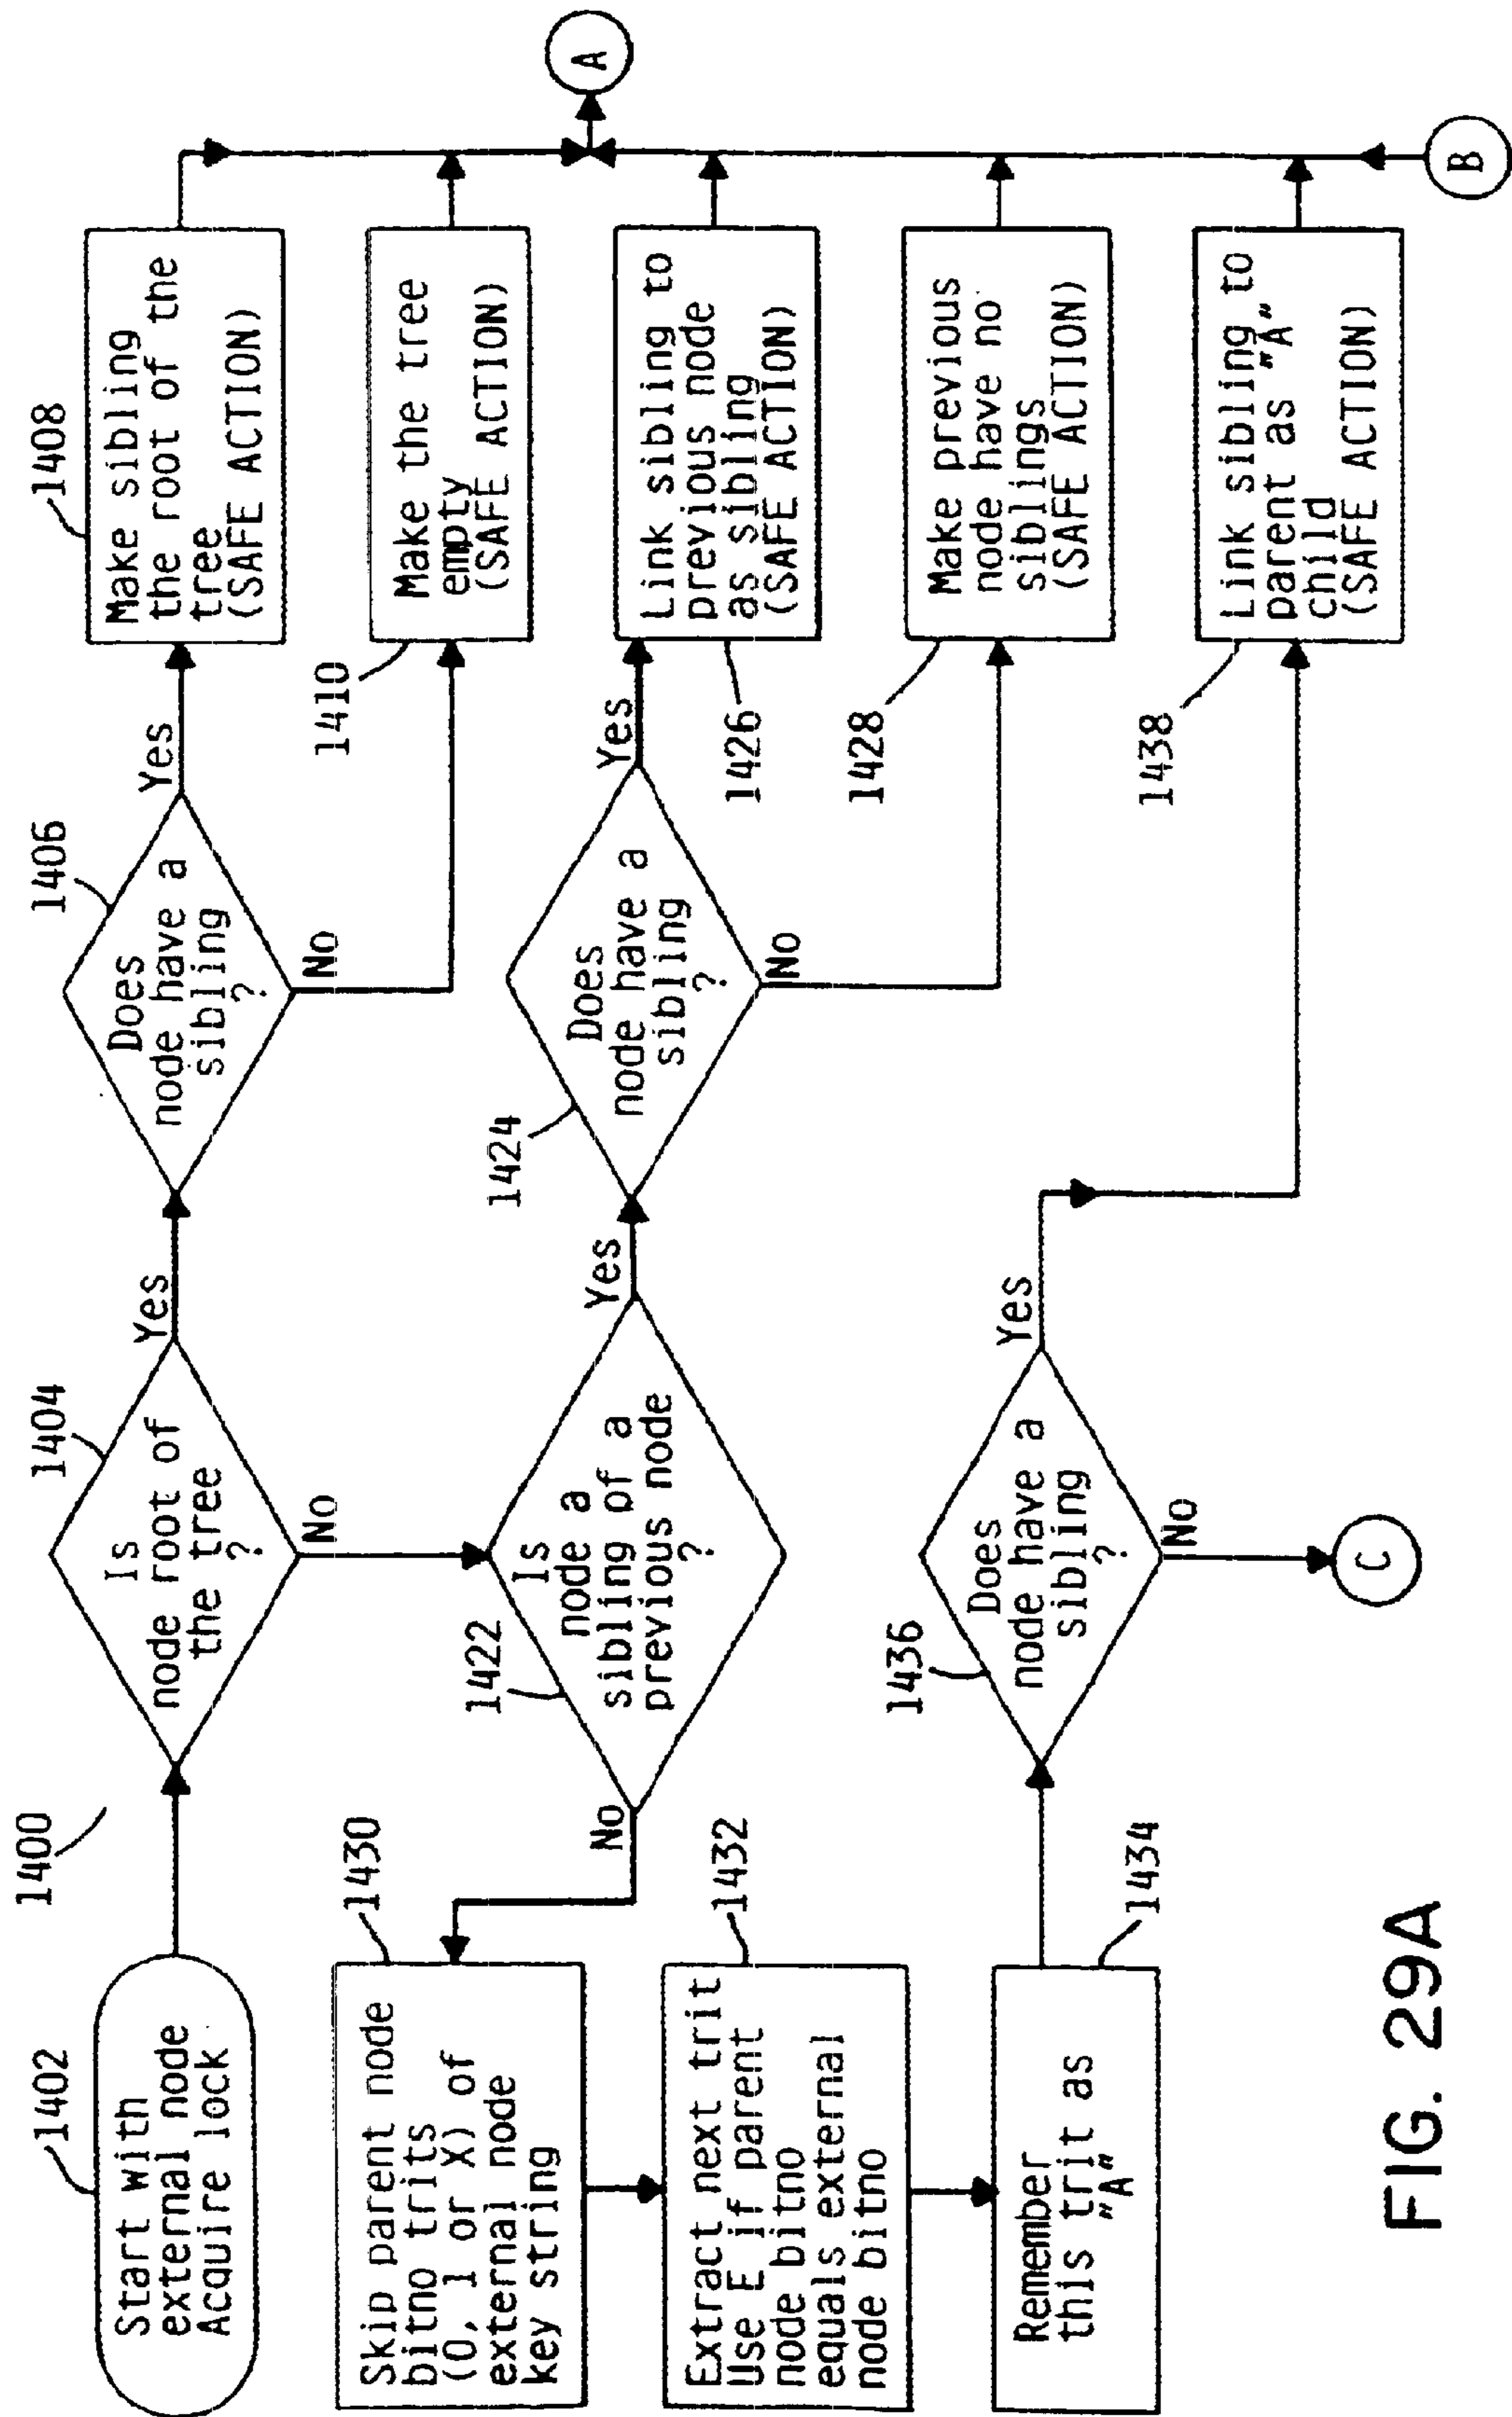 1400
1402
Start with
external node
Acquire lock
1404
Is
node root of
the tree
?
Yes
No
1406
Does
node have a
sibling
?
Yes
No
1408
Make sibling
the root of the
tree
(SAFE ACTION)
1410
Make the tree
empty
(SAFE ACTION)
A
1422
Is
node a
sibling of a
previous node
?
Yes
No
1424
Does
node have a
sibling
?
Yes
No
1426
Link sibling to
previous node
as sibling
(SAFE ACTION)
1428
Make previous
node have no
siblings
(SAFE ACTION)
1430
Skip parent node
bitno trits
(0, 1 or X) of
external node
key string
1432
Extract next trit
Use E if parent
node bitno
equals external
node bitno
1434
Remember
this trit as
"A"
1436
Does
node have a
sibling
?
Yes
No
C
1438
Link sibling to
parent as "A"
child
(SAFE ACTION)
B
FIG. 29A